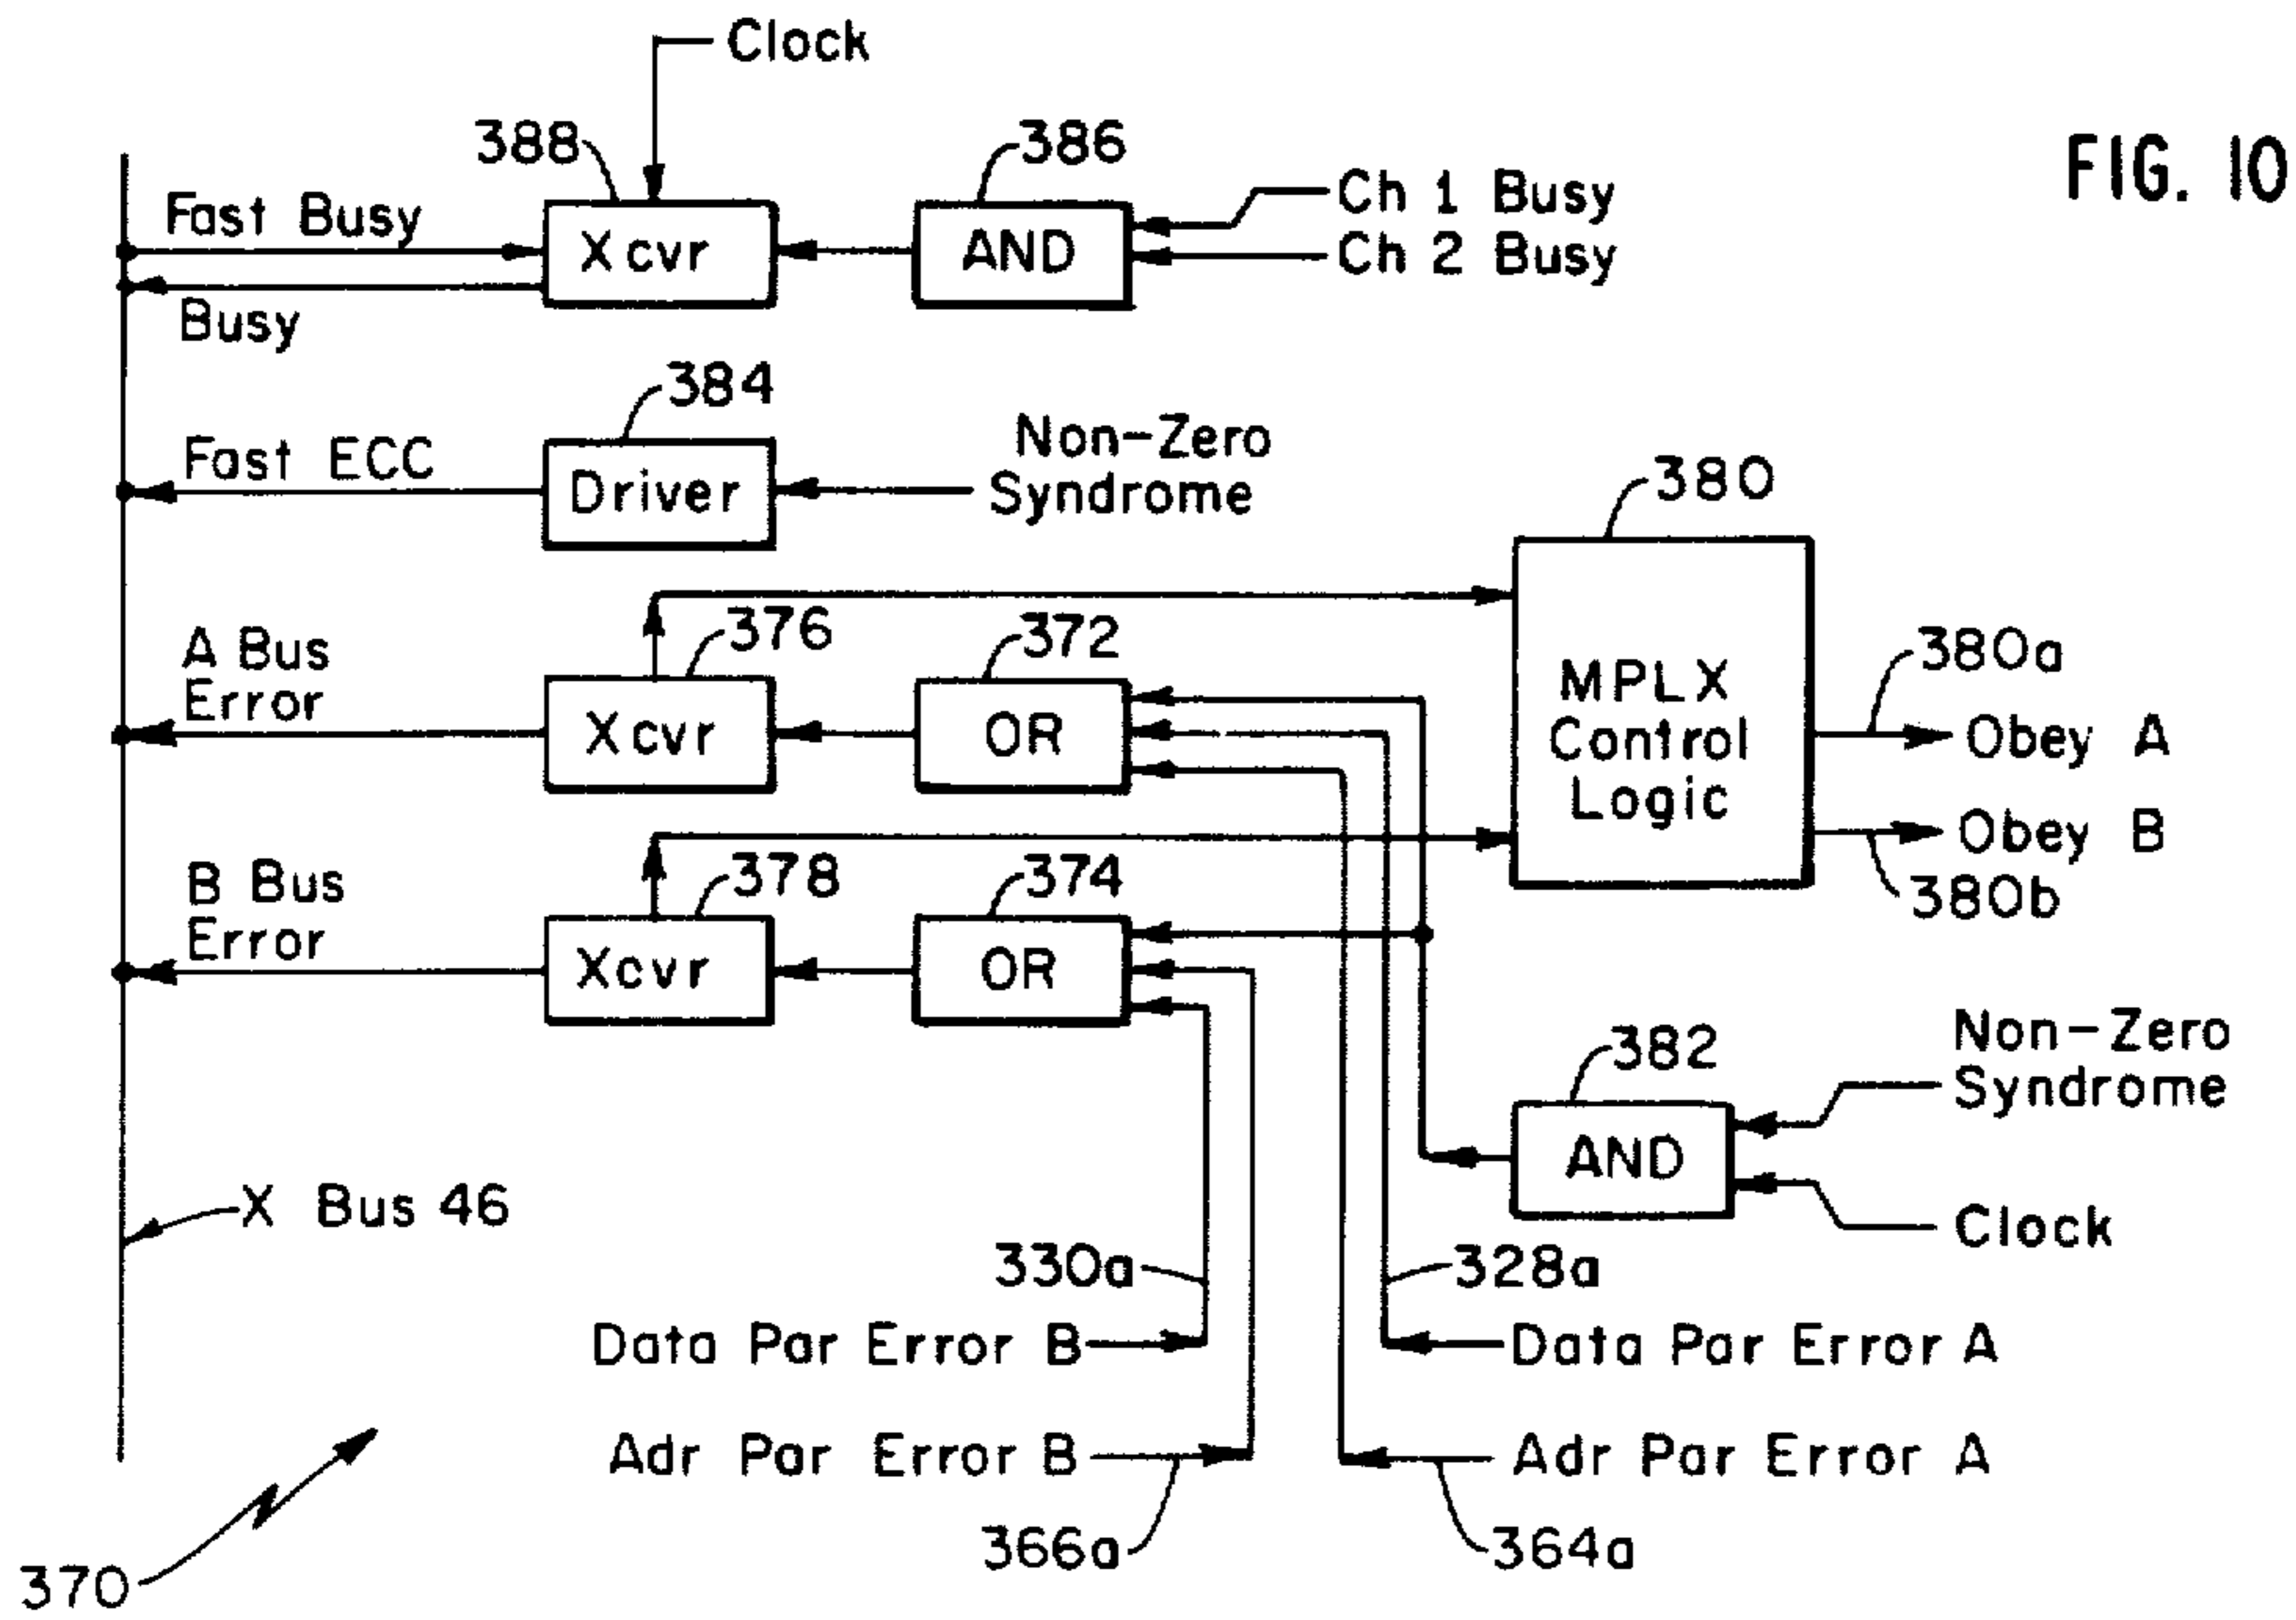 FIG. 10
Clock
388
386
Fast Busy
Xcvr
AND
Ch 1 Busy
Ch 2 Busy
Busy
384
Fast ECC
Driver
Non-Zero
Syndrome
380
376
372
A Bus
Error
Xcvr
OR
MPLX
Control
Logic
380a
Obey A
Obey B
380b
378
374
B Bus
Error
Xcvr
OR
382
Non-Zero
Syndrome
AND
Clock
X Bus 46
330a
328a
Data Par Error B
Data Par Error A
Adr Par Error B
Adr Par Error A
366a
364a
370